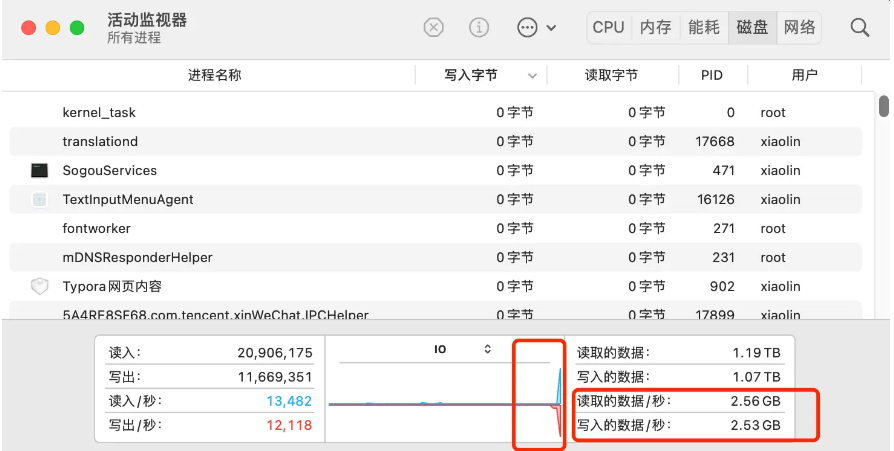 活动监视器
所有进程
CPU 内存 能耗 磁盘 网络
进程名称 写入字节 读取字节 PID 用户
kernel_task 0 字节 0 字节 0 root
translationd 0 字节 0 字节 17668 xiaolin
SogouServices 0 字节 0 字节 471 xiaolin
TextInputMenuAgent 0 字节 0 字节 16126 xiaolin
fontworker 0 字节 0 字节 271 root
mDNSResponderHelper 0 字节 0 字节 231 root
Typora网页内容 0 字节 0 字节 902 xiaolin
5A4RE8SF68.com.tencent.xinWeChat.IPCHelper 0 字节 0 字节 17899 xiaolin
读入: 20,906,175 IO 读取的数据: 1.19 TB
写出: 11,669,351 写入的数据: 1.07 TB
读入/秒: 13,482 读取的数据/秒: 2.56 GB
写出/秒: 12,118 写入的数据/秒: 2.53 GB